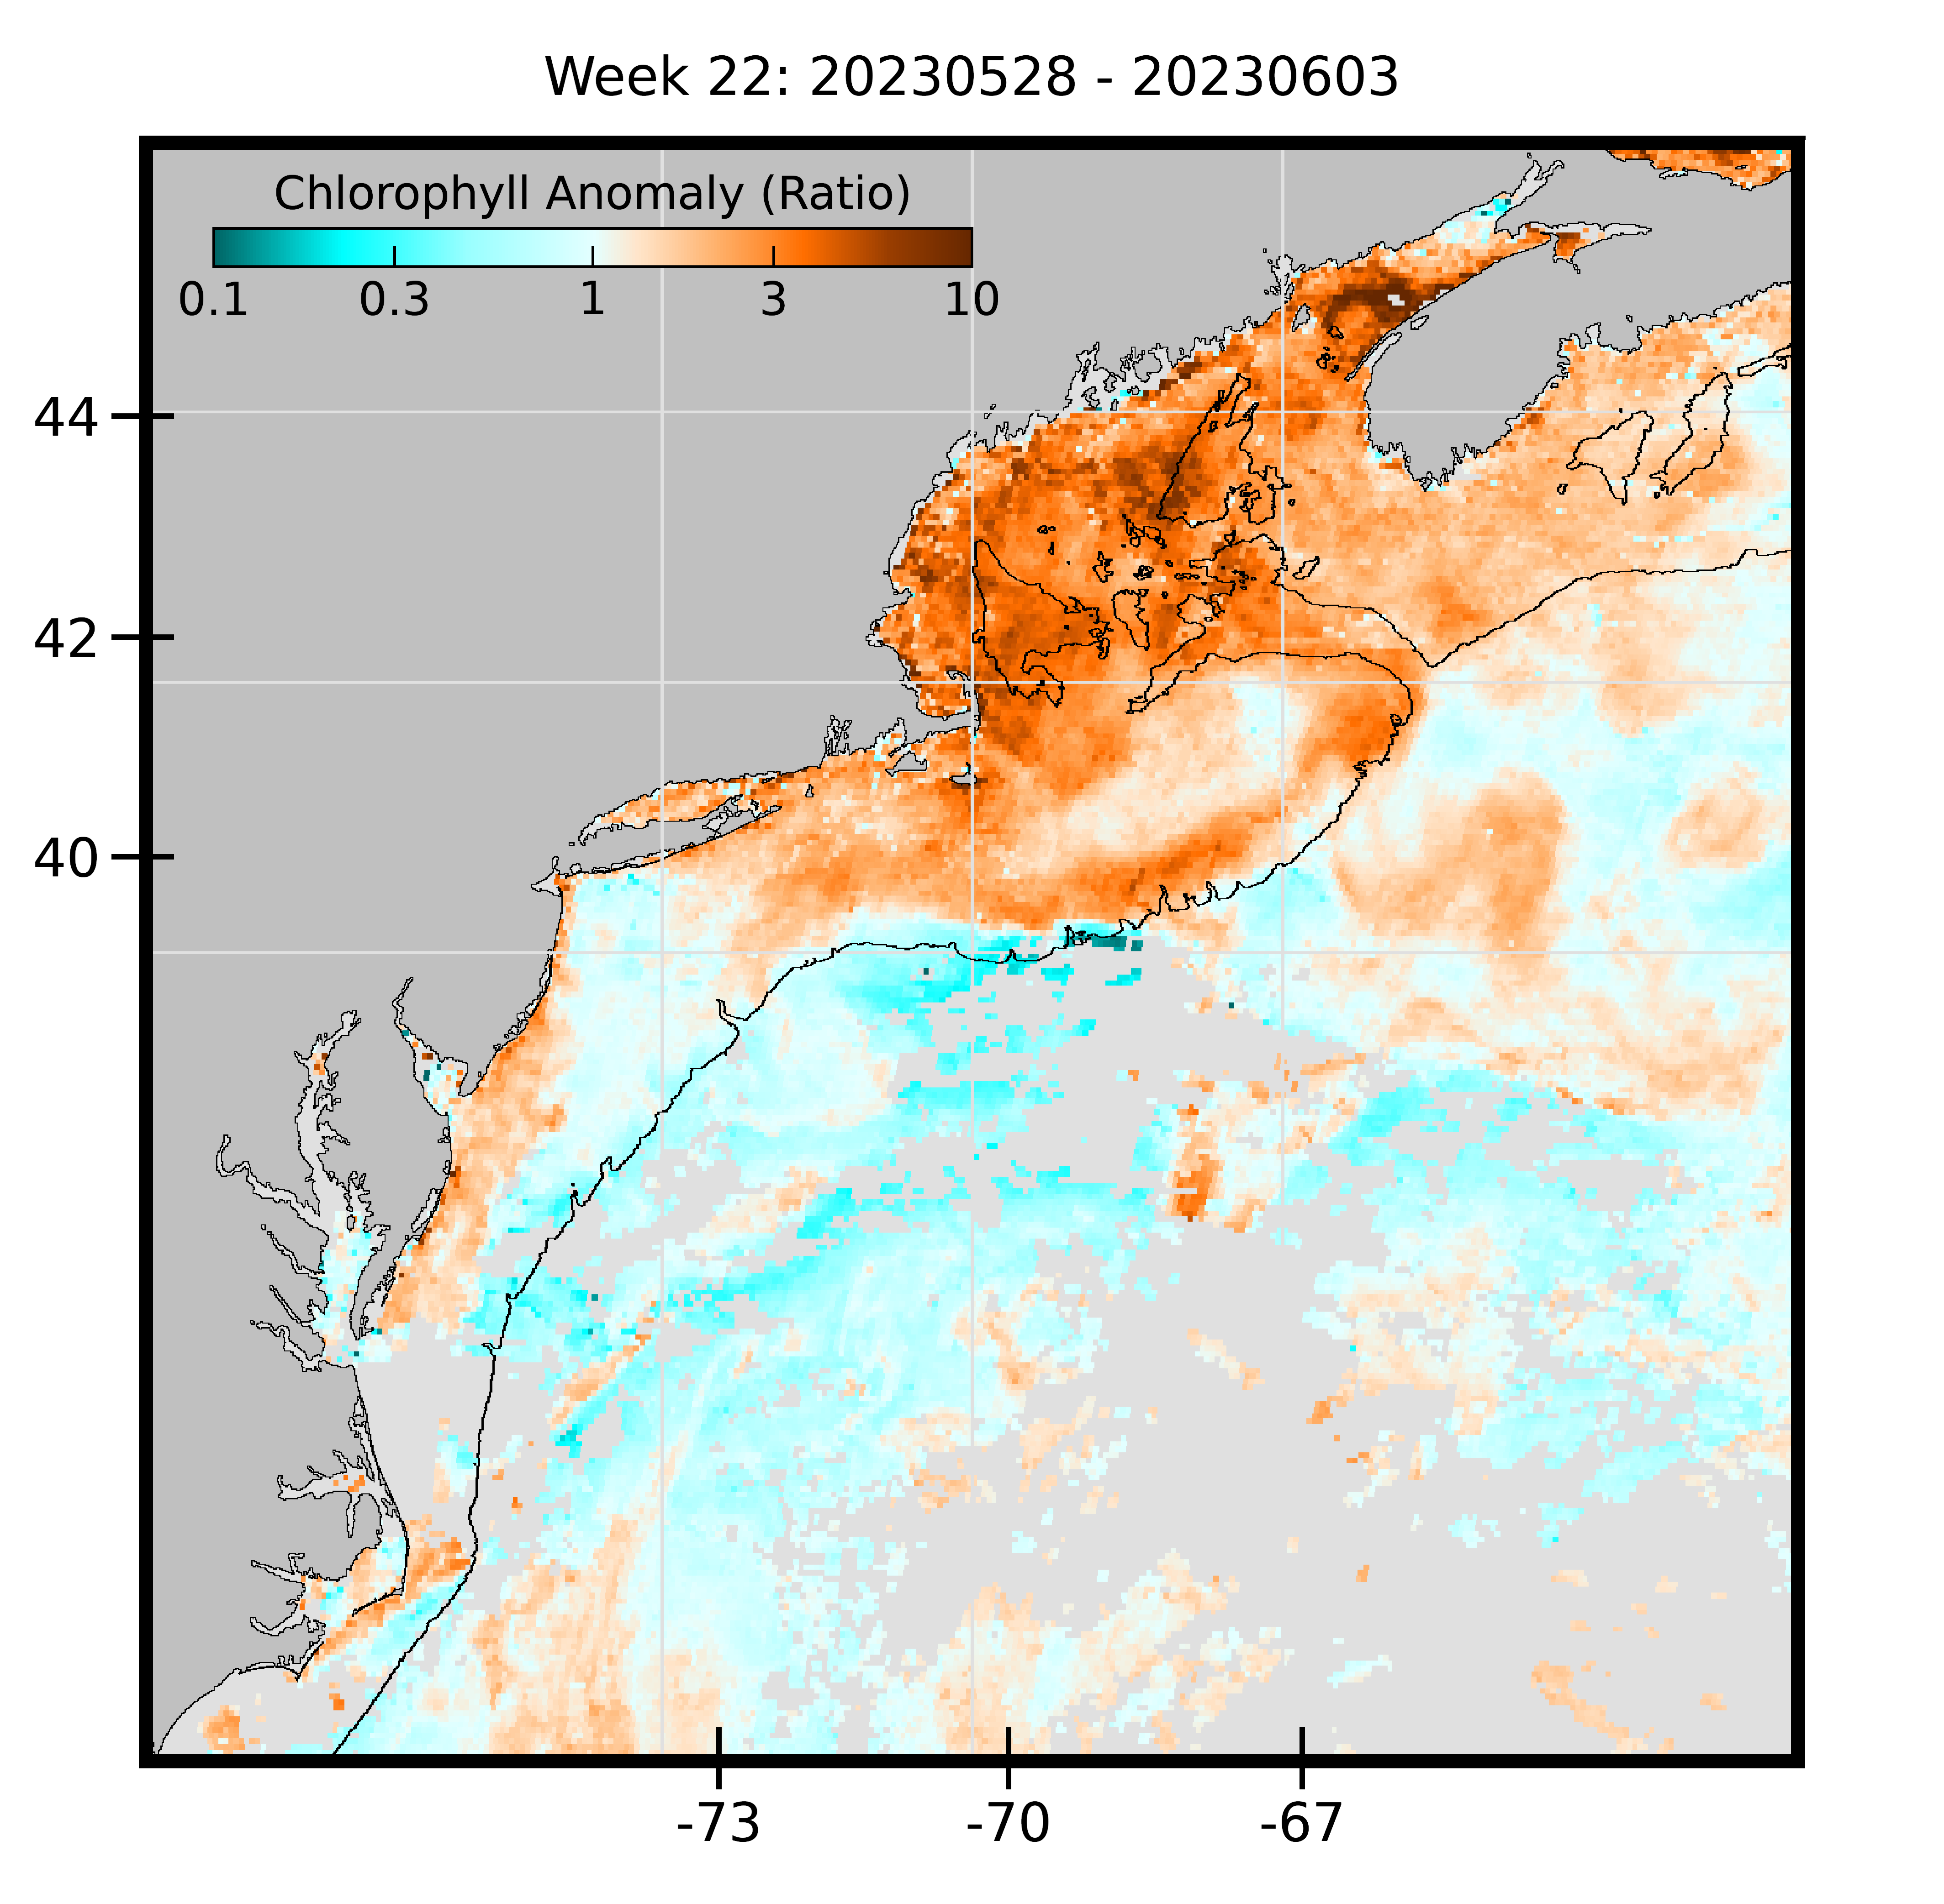 Week 22: 20230528 - 20230603
Chlorophyll Anomaly (Ratio)
0.1 0.3 1 3 10
44
42
40
-73 -70 -67